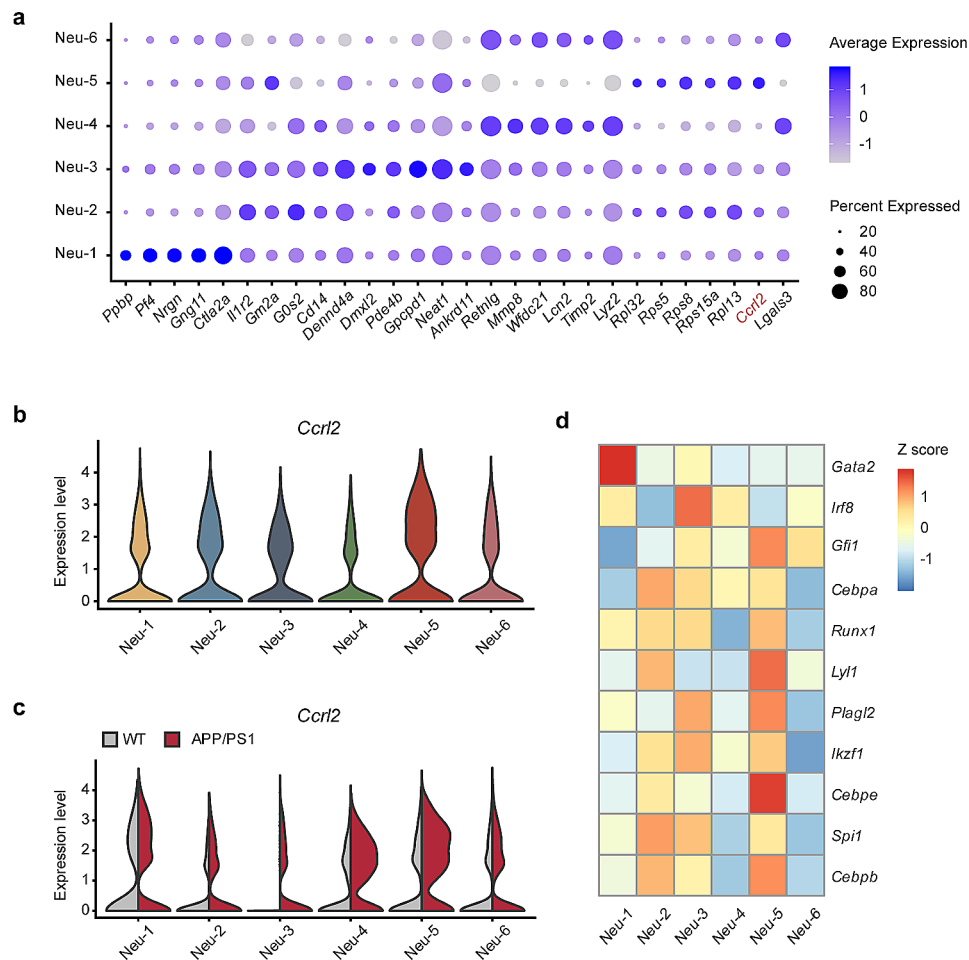 a
Neu-6
Neu-5
Neu-4
Neu-3
Neu-2
Neu-1
Ppbp
Pf4
Nrgn
Gng11
Ctla2a
Il1r2
Gm2a
G0s2
Cd14
Dennd4a
Dmxl2
Pde4b
Gpcpd1
Neat1
Ankrd11
Retnlg
Mmp8
Wfdc21
Lcn2
Timp2
Lyz2
Rpl32
Rps5
Rps8
Rps15a
Rpl13
Ccrl2
Lgals3
Average Expression
1
0
-1
Percent Expressed
20
40
60
80
b
Ccrl2
Expression level
4
3
2
1
0
Neu-1
Neu-2
Neu-3
Neu-4
Neu-5
Neu-6
c
Ccrl2
WT
APP/PS1
Expression level
4
3
2
1
0
Neu-1
Neu-2
Neu-3
Neu-4
Neu-5
Neu-6
d
Gata2
Irf8
Gfi1
Cebpa
Runx1
Lyl1
Plagl2
Ikzf1
Cebpe
Spi1
Cebpb
Neu-1
Neu-2
Neu-3
Neu-4
Neu-5
Neu-6
Z score
1
0
-1